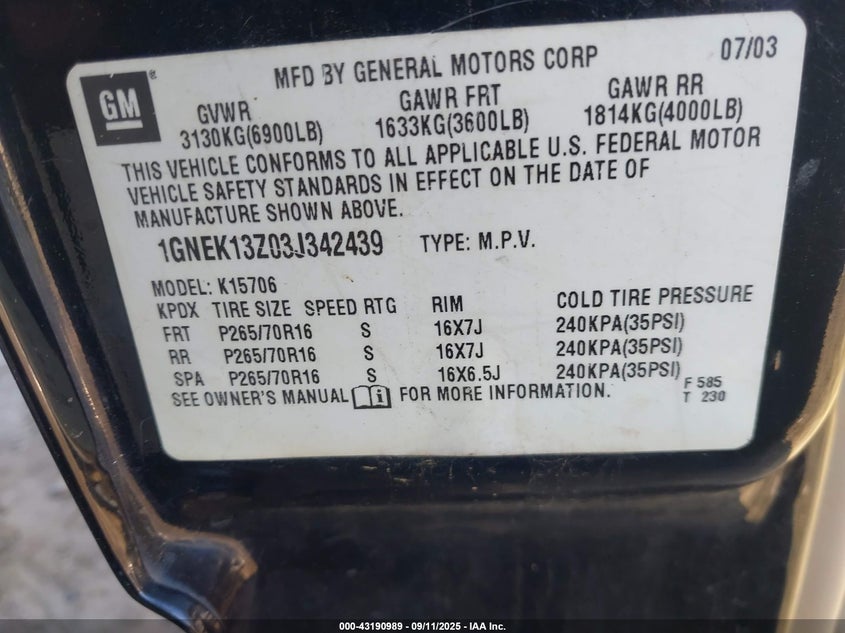 MFD BY GENERAL MOTORS CORP 07/03
GM®
GVWR GAWR FRT GAWR RR
3130KG(6900LB) 1633KG(3600LB) 1814KG(4000LB)
THIS VEHICLE CONFORMS TO ALL APPLICABLE U.S. FEDERAL MOTOR
VEHICLE SAFETY STANDARDS IN EFFECT ON THE DATE OF
MANUFACTURE SHOWN ABOVE.
1GNEK13Z03J342439 TYPE: M.P.V.
MODEL: K15706
KPDX TIRE SIZE SPEED RTG RIM COLD TIRE PRESSURE
FRT P265/70R16 S 16X7J 240KPA(35PSI)
RR P265/70R16 S 16X7J 240KPA(35PSI)
SPA P265/70R16 S 16X6.5J 240KPA(35PSI)
SEE OWNER'S MANUAL i FOR MORE INFORMATION.
F 585
T 230
000-43190989 - 09/11/2025 - IAA Inc.